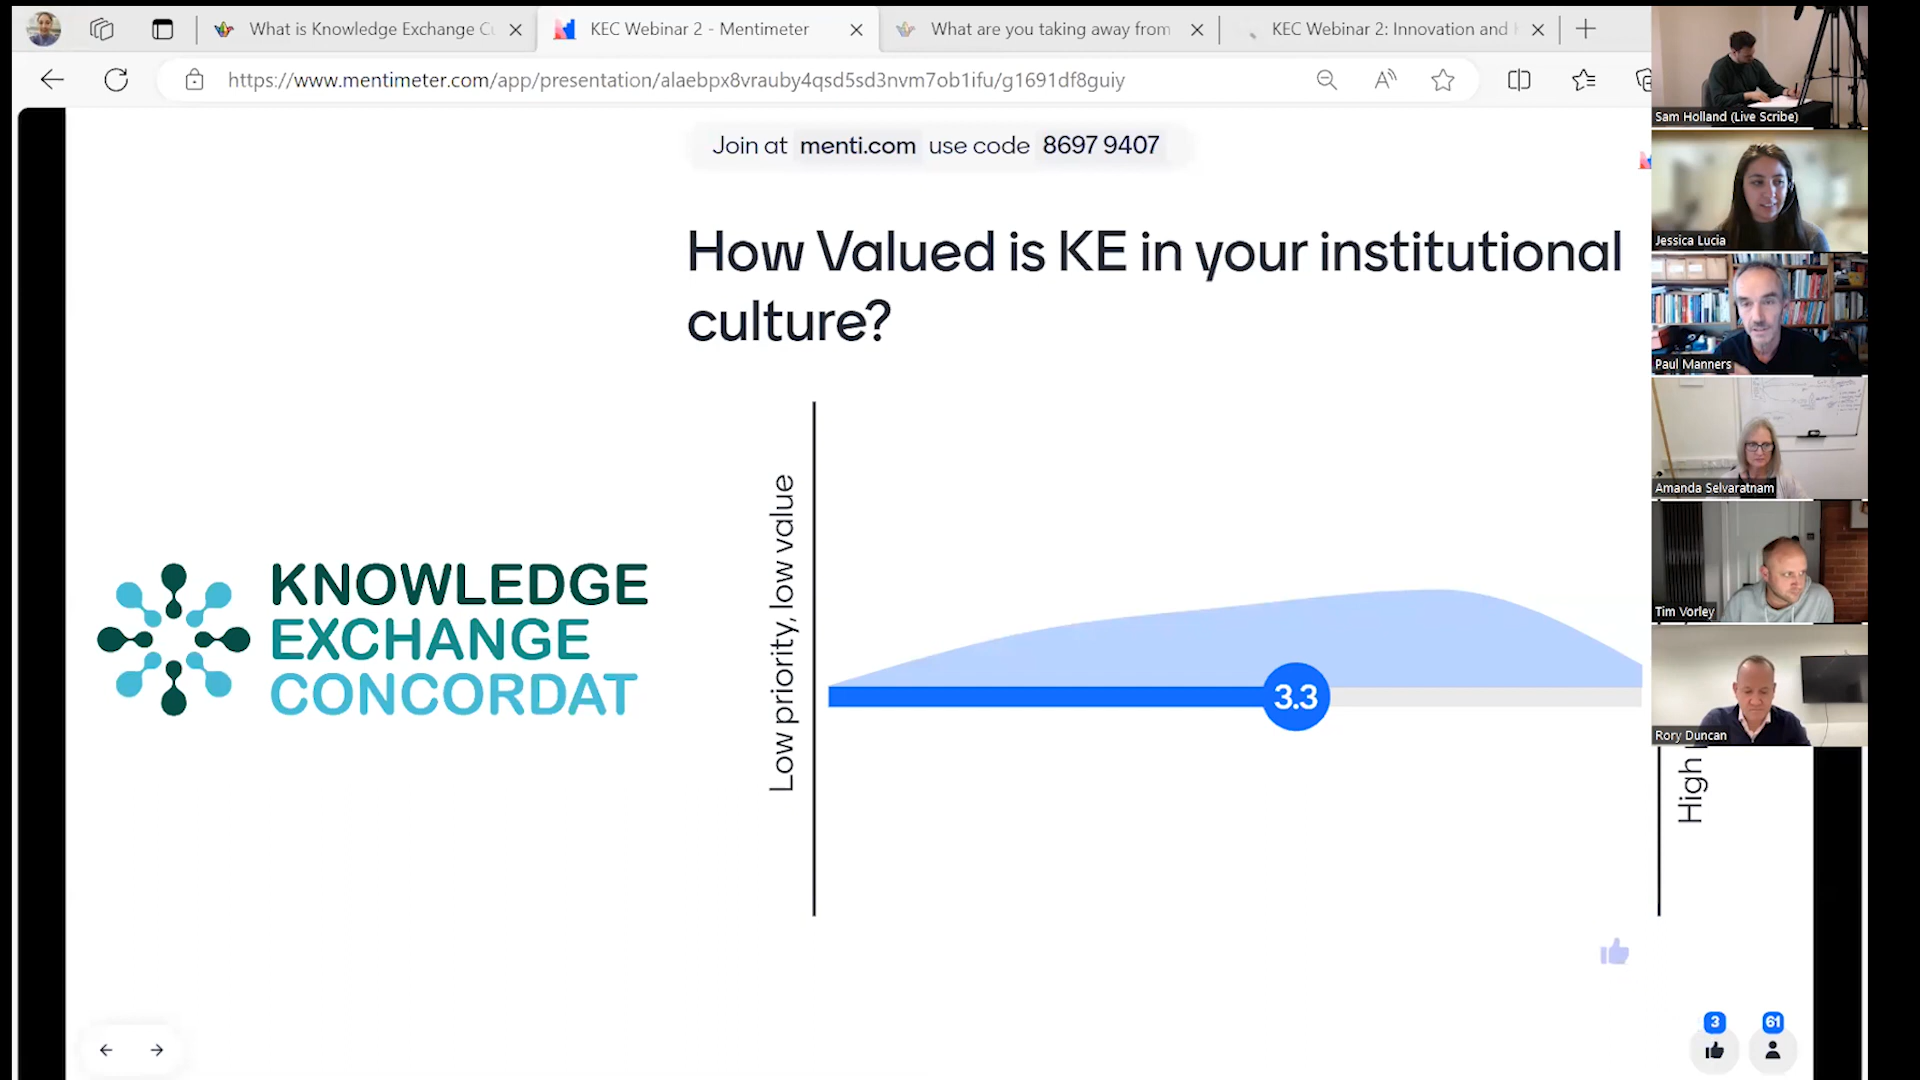 What is Knowledge Exchange Cu
KEC Webinar 2 - Mentimeter
What are you taking away from
KEC Webinar 2: Innovation and
https://www.mentimeter.com/app/presentation/alaebpx8vrauby4qsd5sd3nvm7ob1ifu/g1691df8guiy
Join at menti.com use code 8697 9407
How Valued is KE in your institutional
culture?
KNOWLEDGE
EXCHANGE
CONCORDAT
Low priority, low value
3.3
High
Sam Holland (Live Scribe)
Jessica Lucia
Paul Manners
Amanda Selvaratnam
Tim Vorley
Rory Duncan
3
61